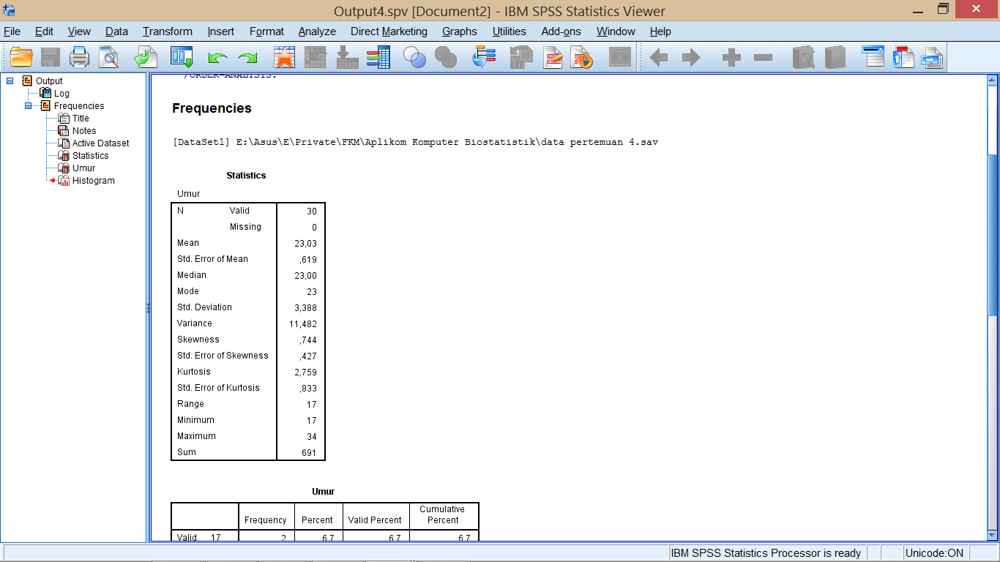 Output4.spv [Document2] - IBM SPSS Statistics Viewer
File Edit View Data Transform Insert Format Analyze Direct Marketing Graphs Utilities Add-ons Window Help
Output
Log
Frequencies
Title
Notes
Active Dataset
Statistics
Umur
Histogram
/ORDER=ANALYSIS.
Frequencies
[DataSet1] E:\Asus\E\Private\FKM\Aplikom Komputer Biostatistik\data pertemuan 4.sav
Statistics
Umur
N Valid 30
Missing 0
Mean 23,03
Std. Error of Mean ,619
Median 23,00
Mode 23
Std. Deviation 3,388
Variance 11,482
Skewness ,744
Std. Error of Skewness ,427
Kurtosis 2,759
Std. Error of Kurtosis ,833
Range 17
Minimum 17
Maximum 34
Sum 691
Umur
Frequency Percent Valid Percent Cumulative Percent
Valid 17 2 6,7 6,7 6,7
IBM SPSS Statistics Processor is ready Unicode:ON